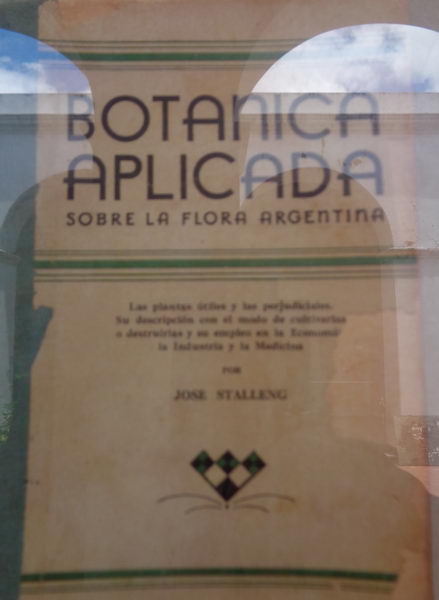 BOTANICA
APLICADA
SOBRE LA FLORA ARGENTINA
Las plantas útiles y las perjudiciales.
Su descripción con el modo de cultivarlas
o destruirlas y su empleo en la Economía
la Industria y la Medicina
POR
JOSE STALLENG